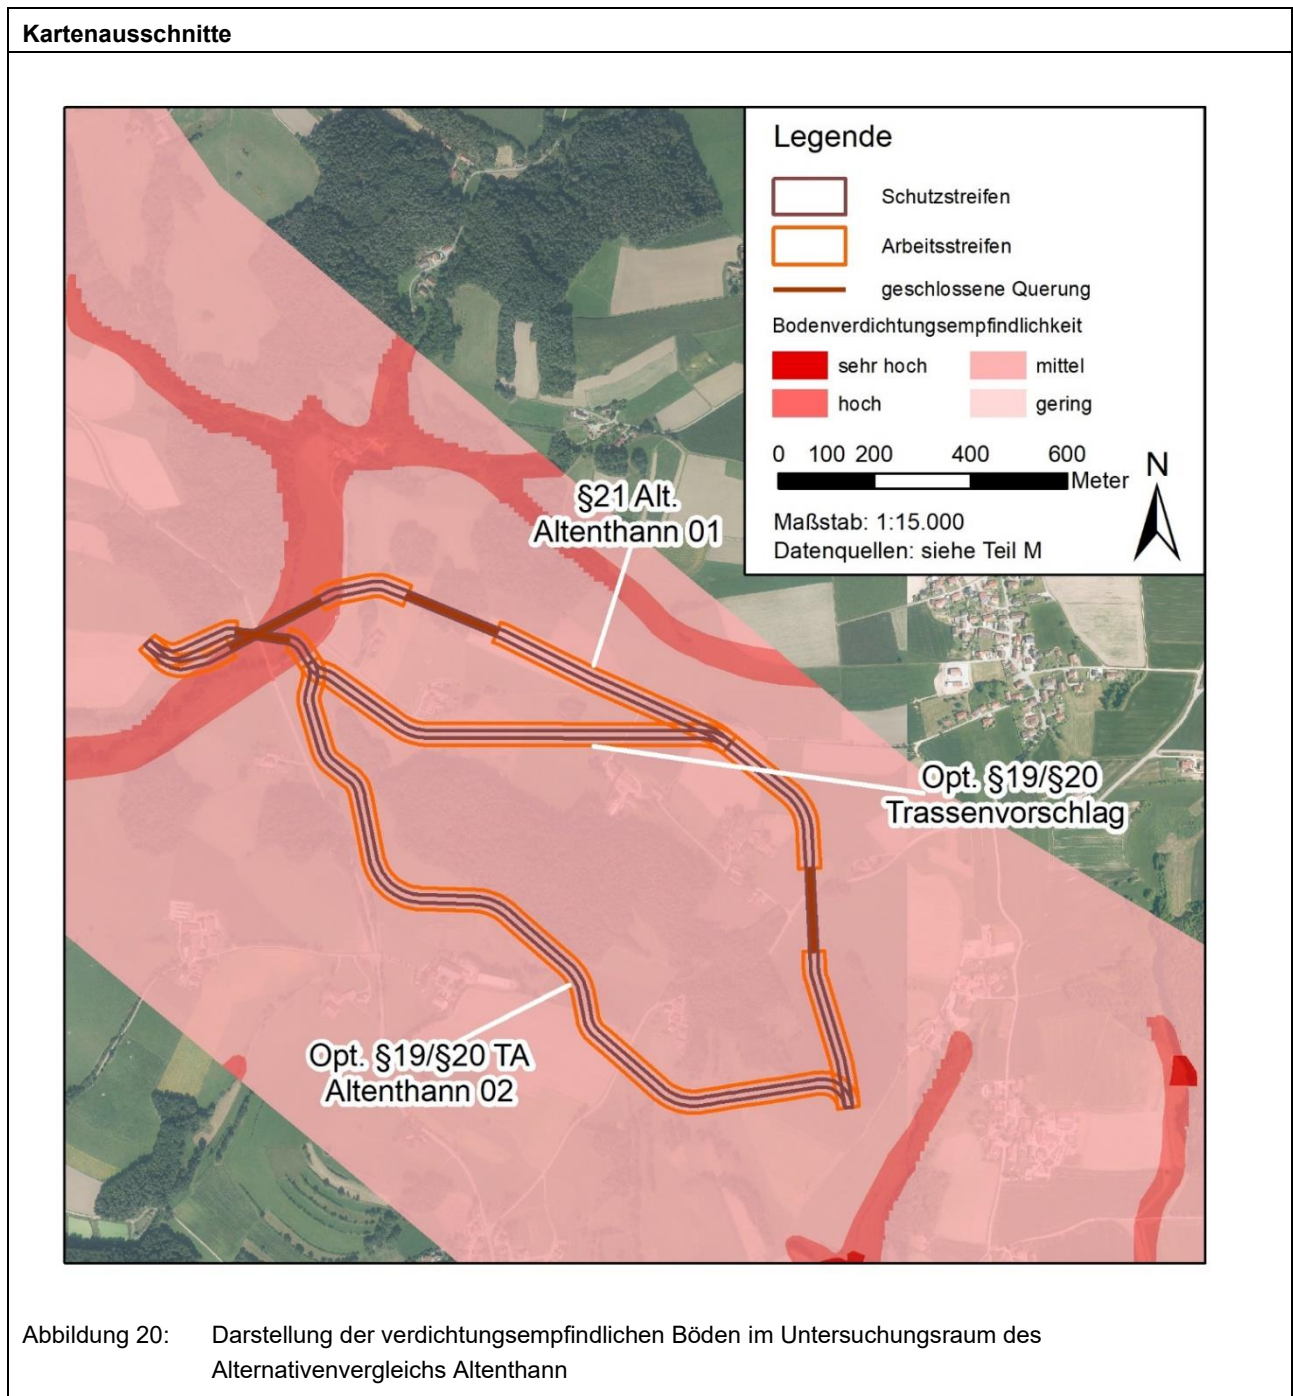 Kartenausschnitte
Legende
Schutzstreifen
Arbeitsstreifen
geschlossene Querung
Bodenverdichtungsempfindlichkeit
sehr hoch
mittel
hoch
gering
0 100 200 400 600
Meter
N
Maßstab: 1:15.000
Datenquellen: siehe Teil M
§21 Alt.
Altenthann 01
Opt. §19/§20
Trassenvorschlag
Opt. §19/§20 TA
Altenthann 02
Abbildung 20: Darstellung der verdichtungsempfindlichen Böden im Untersuchungsraum des
Alternativenvergleichs Altenthann